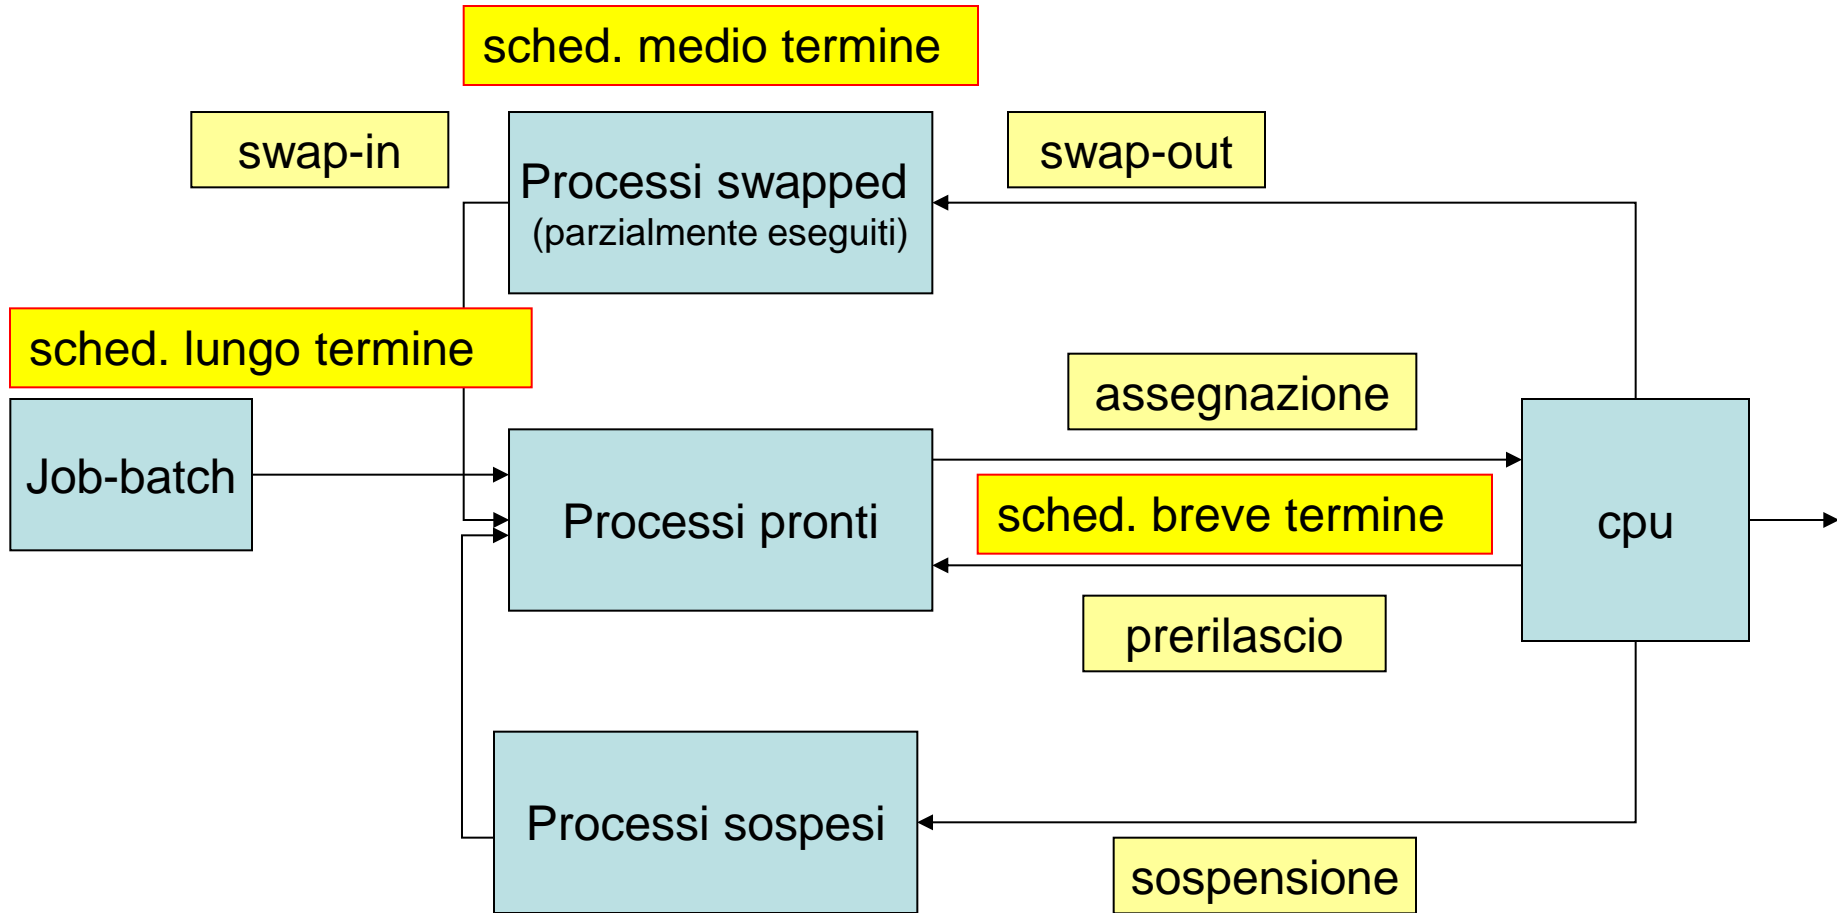 sched. medio termine
swap-in
Processi swapped
(parzialmente eseguiti)
swap-out
sched. lungo termine
assegnazione
Job-batch
Processi pronti
sched. breve termine
cpu
prerilascio
Processi sospesi
sospensione